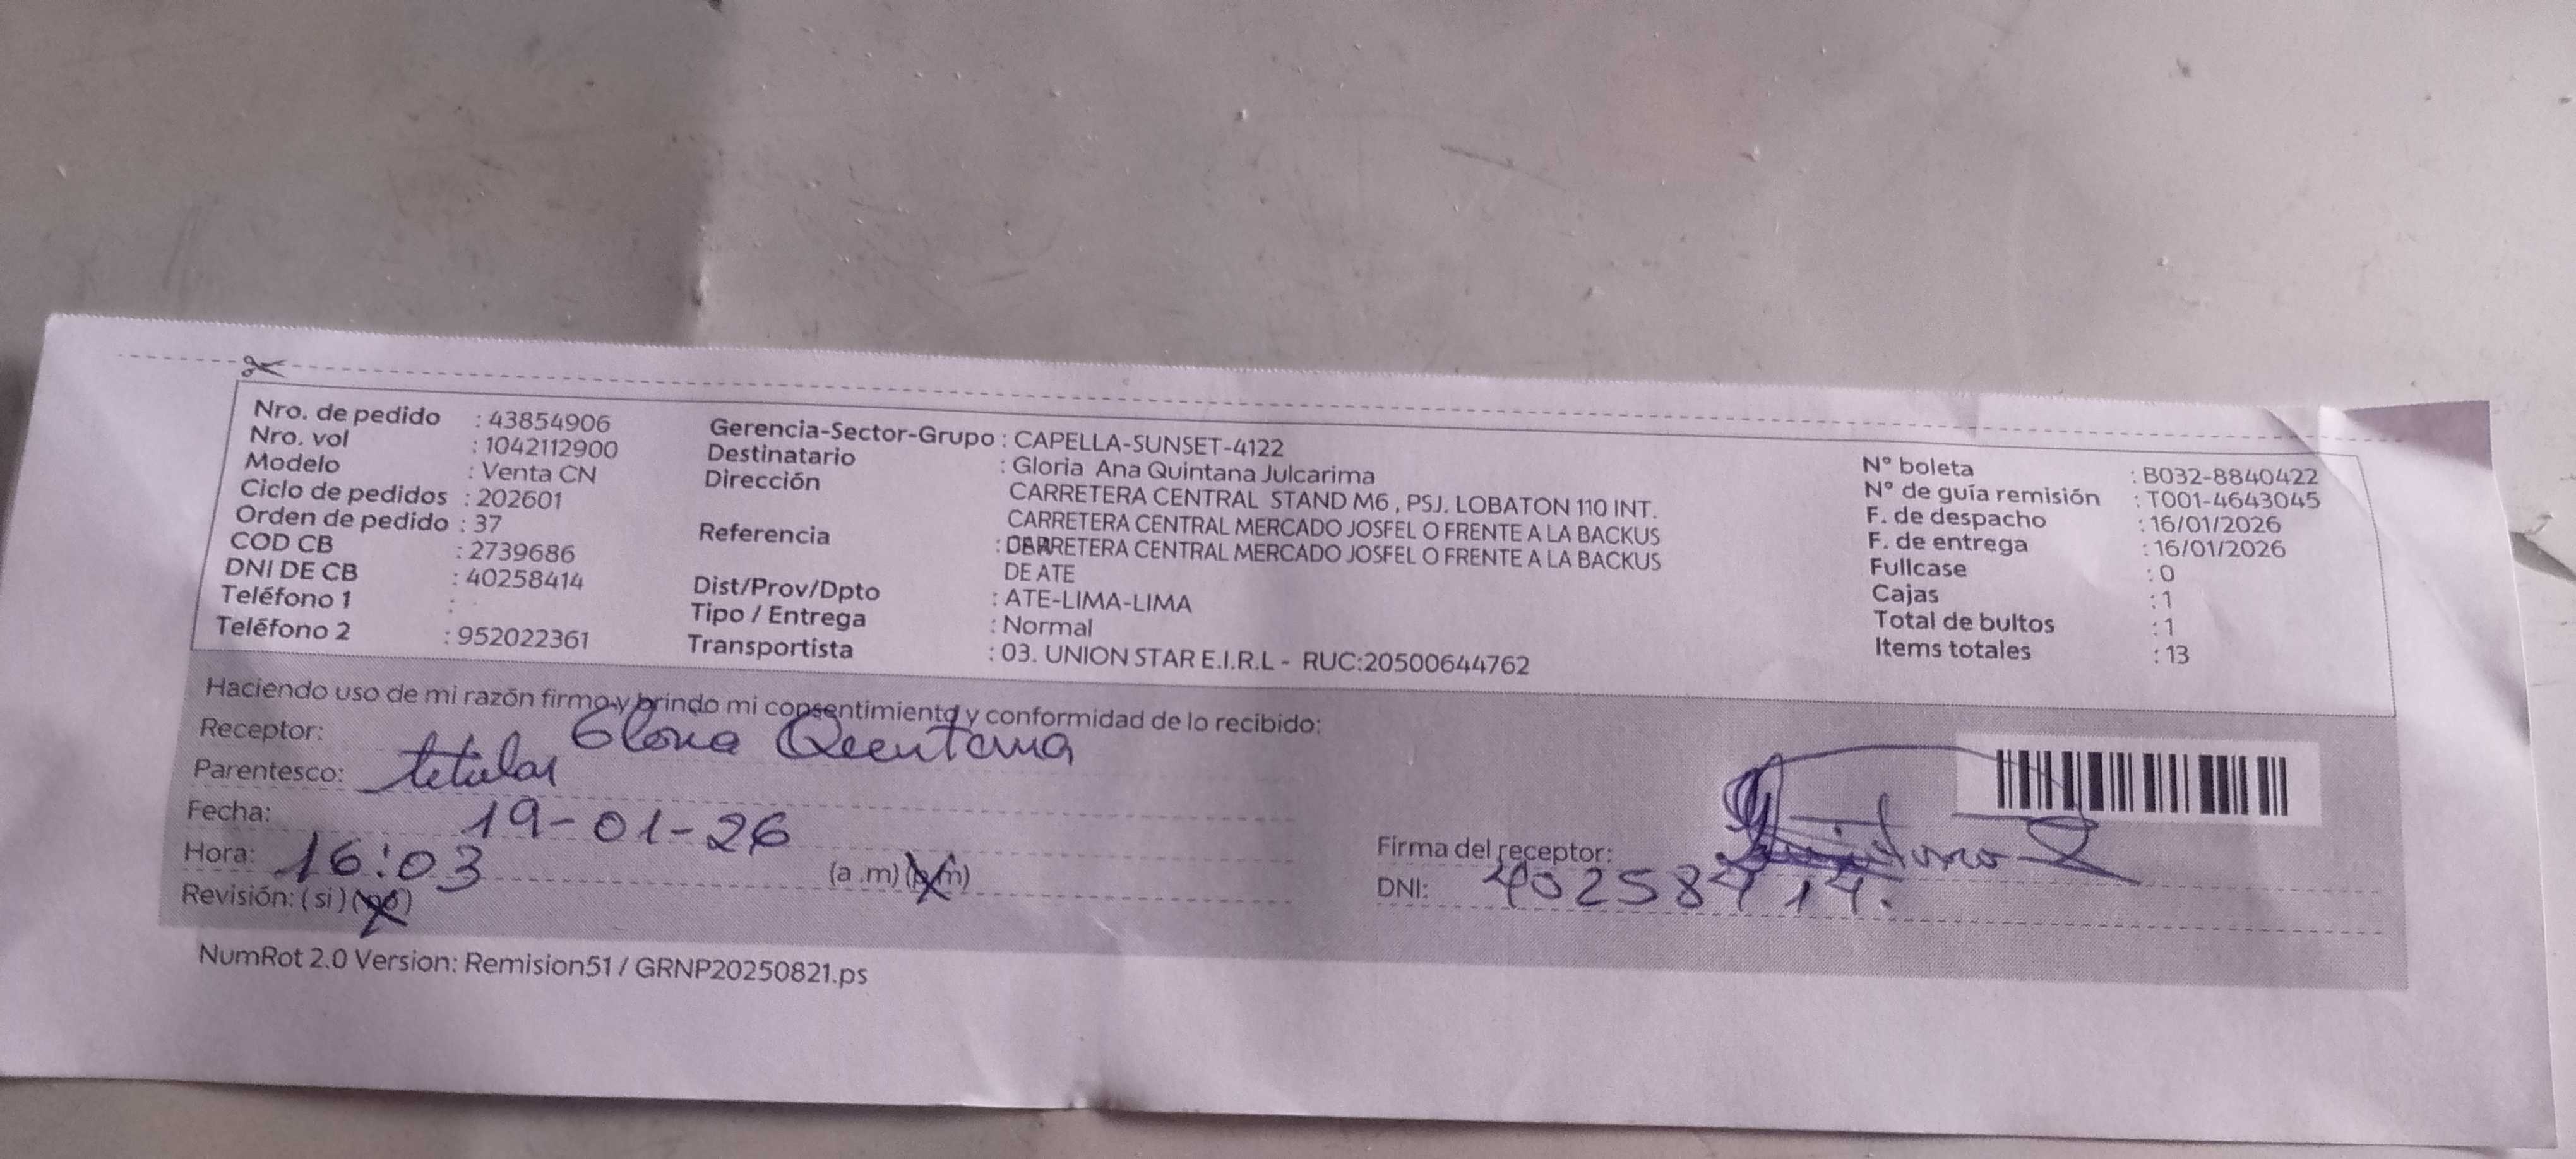 Nro. de pedido : 43854906
Nro. vol : 1042112900
Modelo : Venta CN
Ciclo de pedidos : 202601
Orden de pedido : 37
COD CB : 2739686
DNI DE CB : 40258414
Teléfono 1 :
Teléfono 2 : 952022361
Gerencia-Sector-Grupo : CAPELLA-SUNSET-4122
Destinatario : Gloria Ana Quintana Julcarima
Dirección CARRETERA CENTRAL STAND M6 , PSJ. LOBATON 110 INT.
CARRETERA CENTRAL MERCADO JOSFEL O FRENTE A LA BACKUS
Referencia : CARRETERA CENTRAL MERCADO JOSFEL O FRENTE A LA BACKUS
DE ATE
Dist/Prov/Dpto : ATE-LIMA-LIMA
Tipo / Entrega : Normal
Transportista : 03. UNION STAR E.I.R.L - RUC:20500644762
N° boleta : B032-8840422
N° de guía remisión : T001-4643045
F. de despacho : 16/01/2026
F. de entrega : 16/01/2026
Fullcase : 0
Cajas : 1
Total de bultos : 1
Items totales : 13
Haciendo uso de mi razón firmo y brindo mi consentimiento y conformidad de lo recibido:
Receptor: Gloria Quintana
Parentesco: titular
Fecha: 19-01-26
Hora: 16:03 (a .m) (p.m)
Revisión: ( si ) (no)
Firma del receptor:
DNI: 40258414.
NumRot 2.0 Version: Remision51 / GRNP20250821.ps